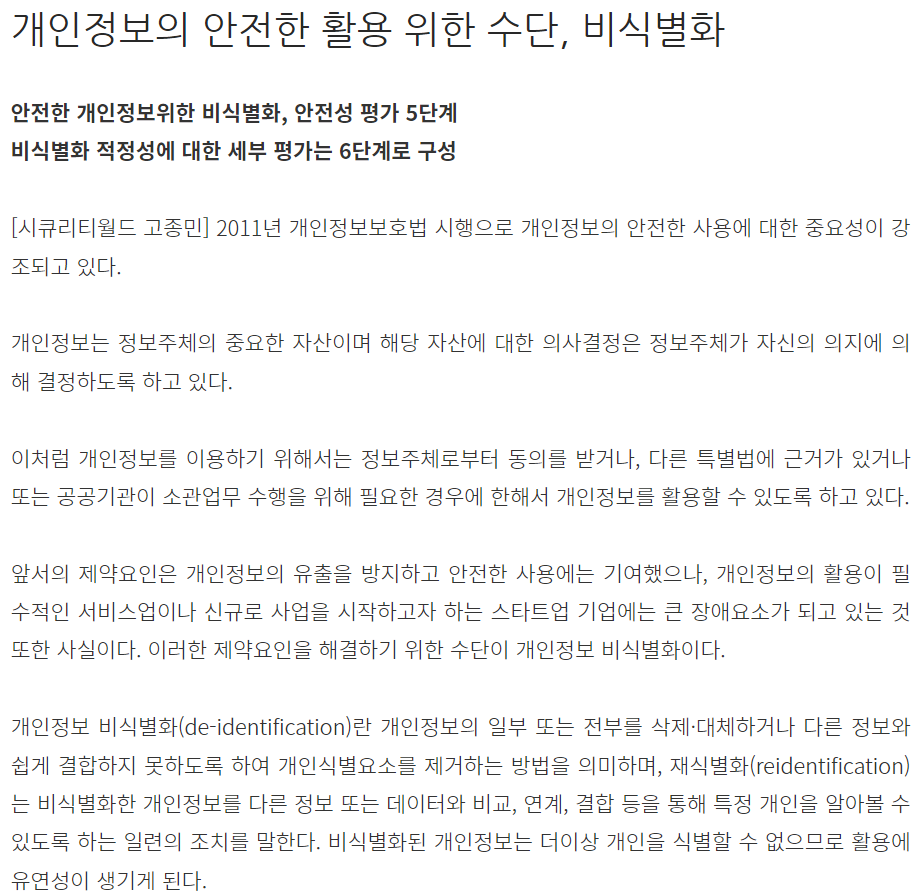 개인정보의 안전한 활용 위한 수단, 비식별화
안전한 개인정보위한 비식별화, 안전성 평가 5단계
비식별화 적정성에 대한 세부 평가는 6단계로 구성
[시큐리티월드 고종민] 2011년 개인정보보호법 시행으로 개인정보의 안전한 사용에 대한 중요성이 강
조되고 있다.
개인정보는 정보주체의 중요한 자산이며 해당 자산에 대한 의사결정은 정보주체가 자신의 의지에 의
해 결정하도록 하고 있다.
이처럼 개인정보를 이용하기 위해서는 정보주체로부터 동의를 받거나, 다른 특별법에 근거가 있거나
또는 공공기관이 소관업무 수행을 위해 필요한 경우에 한해서 개인정보를 활용할 수 있도록 하고 있다.
앞서의 제약요인은 개인정보의 유출을 방지하고 안전한 사용에는 기여했으나, 개인정보의 활용이 필
수적인 서비스업이나 신규로 사업을 시작하고자 하는 스타트업 기업에는 큰 장애요소가 되고 있는 것
또한 사실이다. 이러한 제약요인을 해결하기 위한 수단이 개인정보 비식별화이다.
개인정보 비식별화(de-identification)란 개인정보의 일부 또는 전부를 삭제·대체하거나 다른 정보와
쉽게 결합하지 못하도록 하여 개인식별요소를 제거하는 방법을 의미하며, 재식별화(reidentification)
는 비식별화한 개인정보를 다른 정보 또는 데이터와 비교, 연계, 결합 등을 통해 특정 개인을 알아볼 수
있도록 하는 일련의 조치를 말한다. 비식별화된 개인정보는 더이상 개인을 식별할 수 없으므로 활용에
유연성이 생기게 된다.